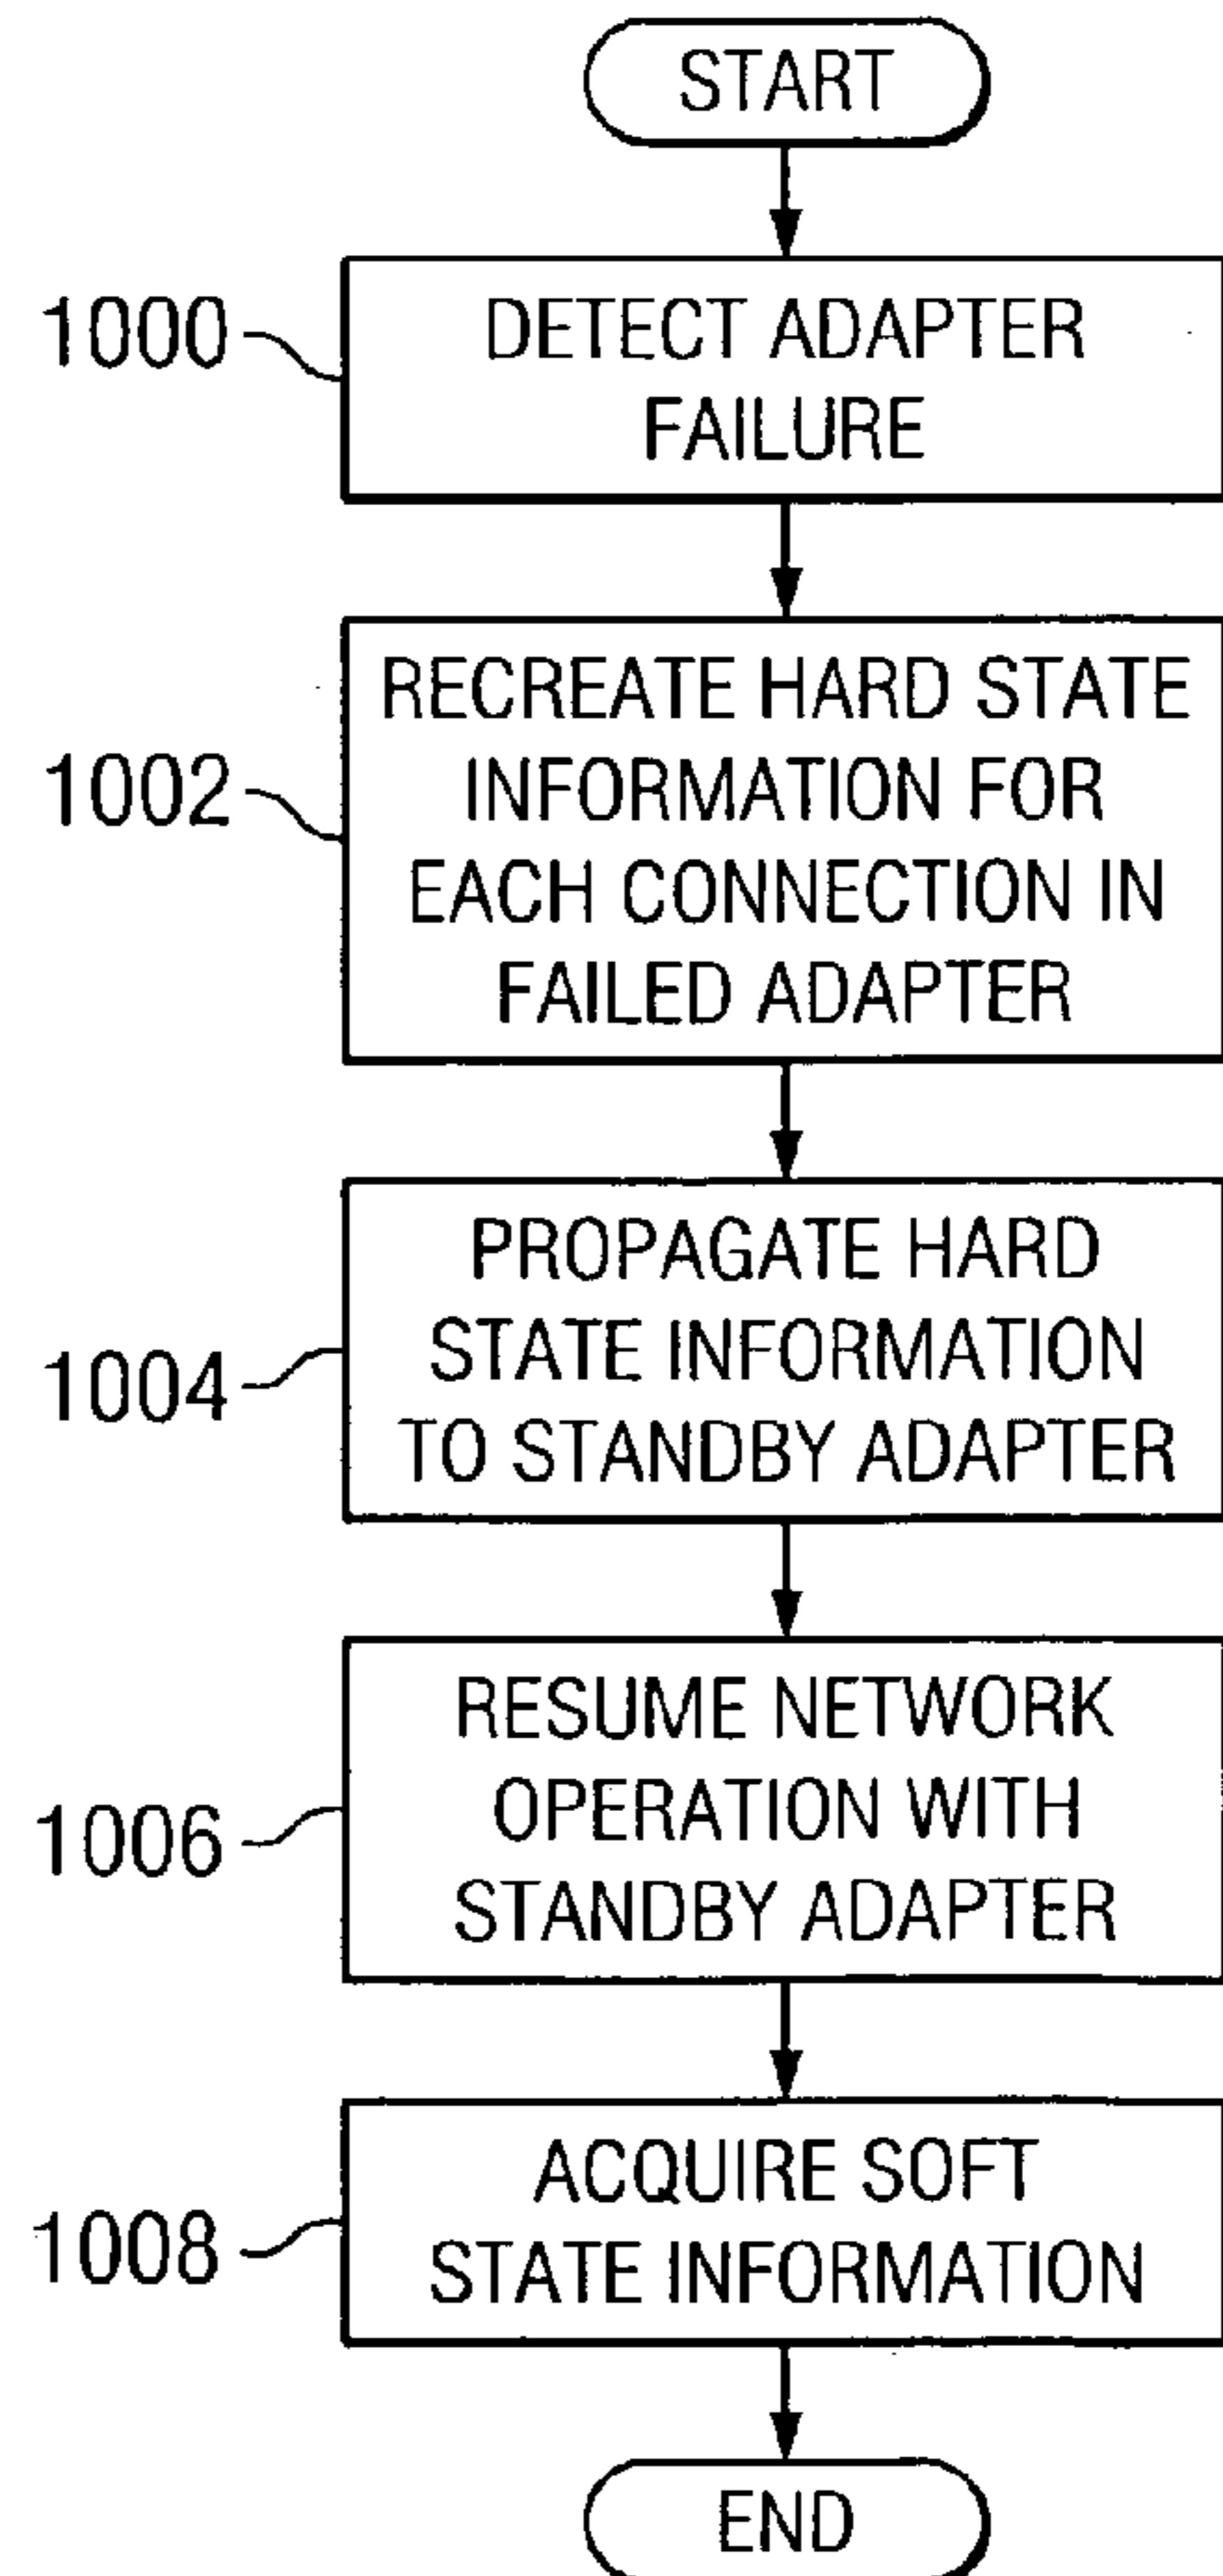 START
1000
DETECT ADAPTER
FAILURE
1002
RECREATE HARD STATE
INFORMATION FOR
EACH CONNECTION IN
FAILED ADAPTER
1004
PROPAGATE HARD
STATE INFORMATION
TO STANDBY ADAPTER
1006
RESUME NETWORK
OPERATION WITH
STANDBY ADAPTER
1008
ACQUIRE SOFT
STATE INFORMATION
END